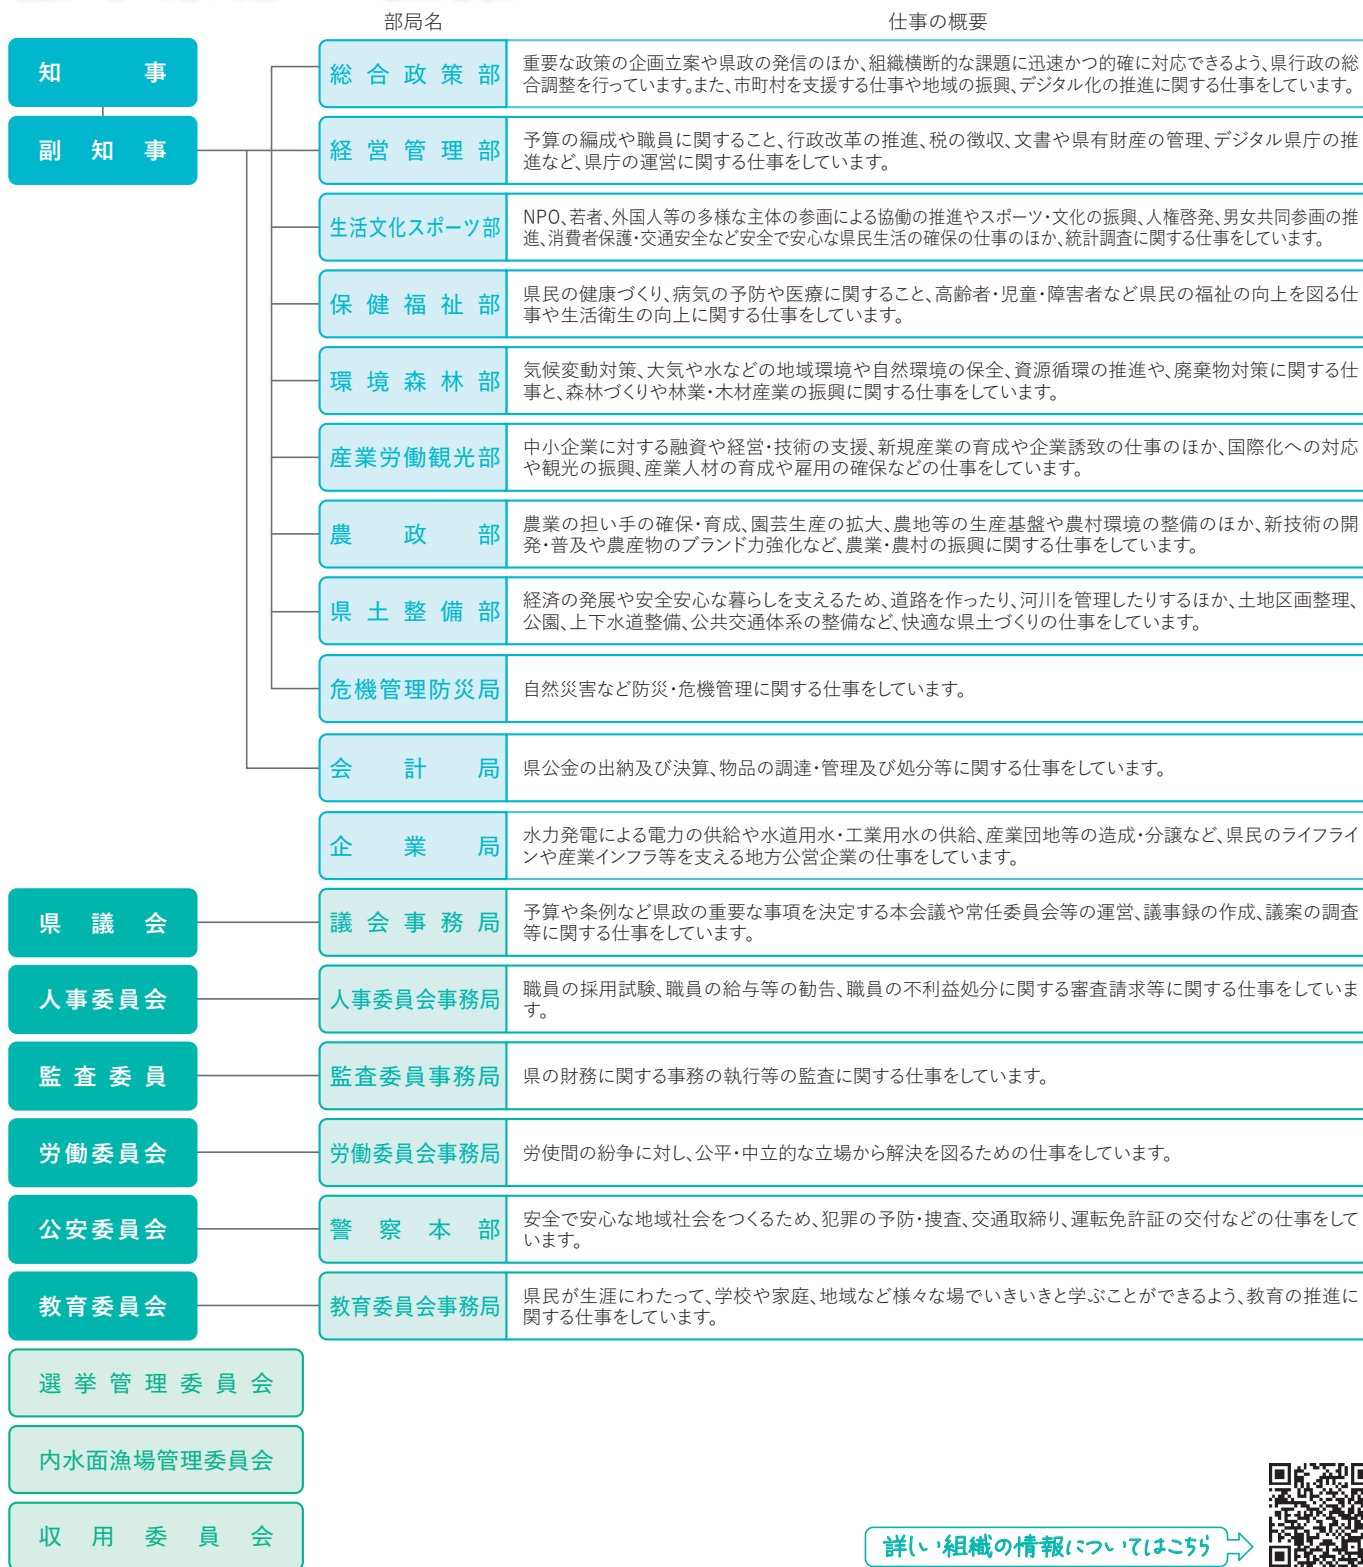 部局名
仕事の概要
知事
総合政策部
重要な政策の企画立案や県政の発信のほか、組織横断的な課題に迅速かつ的確に対応できるよう、県行政の総
合調整を行っています。また、市町村を支援する仕事や地域の振興、デジタル化の推進に関する仕事をしています。
副知事
経営管理部
予算の編成や職員に関すること、行政改革の推進、税の徴収、文書や県有財産の管理、デジタル県庁の推
進など、県庁の運営に関する仕事をしています。
生活文化スポーツ部
NPO、若者、外国人等の多様な主体の参画による協働の推進やスポーツ・文化の振興、人権啓発、男女共同参画の推
進、消費者保護・交通安全など安全で安心な県民生活の確保の仕事のほか、統計調査に関する仕事をしています。
保健福祉部
県民の健康づくり、病気の予防や医療に関すること、高齢者・児童・障害者など県民の福祉の向上を図る仕
事や生活衛生の向上に関する仕事をしています。
環境森林部
気候変動対策、大気や水などの地域環境や自然環境の保全、資源循環の推進や、廃棄物対策に関する仕
事と、森林づくりや林業・木材産業の振興に関する仕事をしています。
産業労働観光部
中小企業に対する融資や経営・技術の支援、新規産業の育成や企業誘致の仕事のほか、国際化への対応
や観光の振興、産業人材の育成や雇用の確保などの仕事をしています。
農政部
農業の担い手の確保・育成、園芸生産の拡大、農地等の生産基盤や農村環境の整備のほか、新技術の開
発・普及や農産物のブランド力強化など、農業・農村の振興に関する仕事をしています。
県土整備部
経済の発展や安全安心な暮らしを支えるため、道路を作ったり、河川を管理したりするほか、土地区画整理、
公園、上下水道整備、公共交通体系の整備など、快適な県土づくりの仕事をしています。
危機管理防災局
自然災害など防災・危機管理に関する仕事をしています。
会計局
県公金の出納及び決算、物品の調達・管理及び処分等に関する仕事をしています。
企業局
水力発電による電力の供給や水道用水・工業用水の供給、産業団地等の造成・分譲など、県民のライフライ
ンや産業インフラ等を支える地方公営企業の仕事をしています。
県議会
議会事務局
予算や条例など県政の重要な事項を決定する本会議や常任委員会等の運営、議事録の作成、議案の調査
等に関する仕事をしています。
人事委員会
人事委員会事務局
職員の採用試験、職員の給与等の勧告、職員の不利益処分に関する審査請求等に関する仕事をしていま
す。
監査委員
監査委員事務局
県の財務に関する事務の執行等の監査に関する仕事をしています。
労働委員会
労働委員会事務局
労使間の紛争に対し、公平・中立的な立場から解決を図るための仕事をしています。
公安委員会
警察本部
安全で安心な地域社会をつくるため、犯罪の予防・捜査、交通取締り、運転免許証の交付などの仕事をして
います。
教育委員会
教育委員会事務局
県民が生涯にわたって、学校や家庭、地域など様々な場でいきいきと学ぶことができるよう、教育の推進に
関する仕事をしています。
選挙管理委員会
内水面漁場管理委員会
収用委員会
詳しい組織の情報についてはこちら